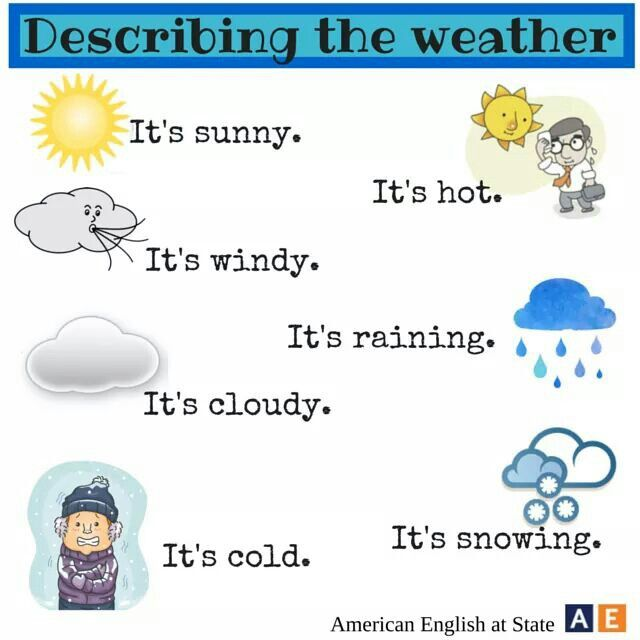 Describing the weather
It's sunny.
It's hot.
It's windy.
It's raining.
It's cloudy.
It's snowing.
It's cold.
American English at State A E